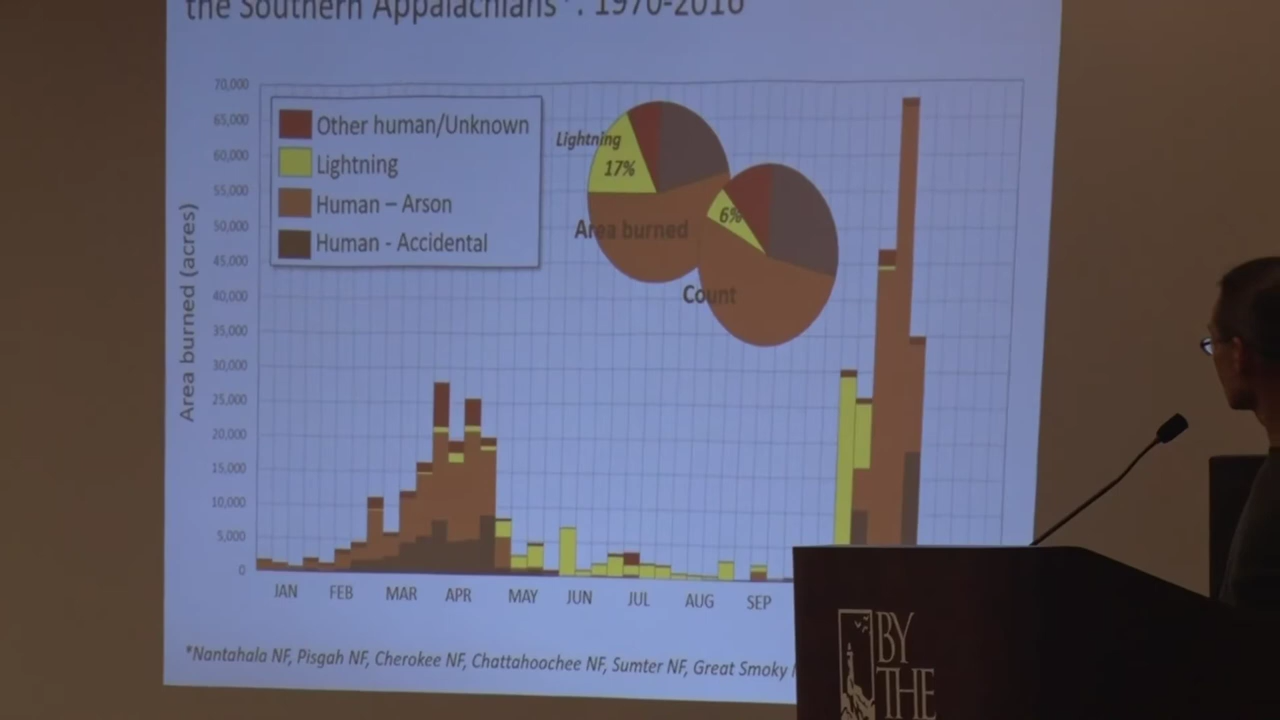 the Southern Appalachians*: 1970-2016
70,000
65,000
60,000
55,000
50,000
45,000
40,000
35,000
30,000
25,000
20,000
15,000
10,000
5,000
0
Area burned (acres)
Other human/Unknown
Lightning
Human – Arson
Human - Accidental
Lightning
17%
Area burned
6%
Count
JAN FEB MAR APR MAY JUN JUL AUG SEP
*Nantahala NF, Pisgah NF, Cherokee NF, Chattahoochee NF, Sumter NF, Great Smoky
BY
THE